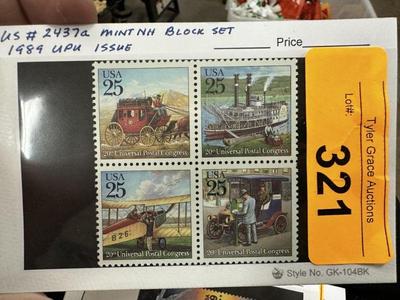 US # 2437a MINT NH BLOCK SET
1989 UPU ISSUE
Price
USA
25
20th Universal Postal Congress
USA
25
20th Universal Postal Congress
USA
25
B 26
20th Universal Postal Congress
USA
25
20th Universal Postal Congress
Lot#:
321
Tyler Grace Auctions
Style No. GK-104BK